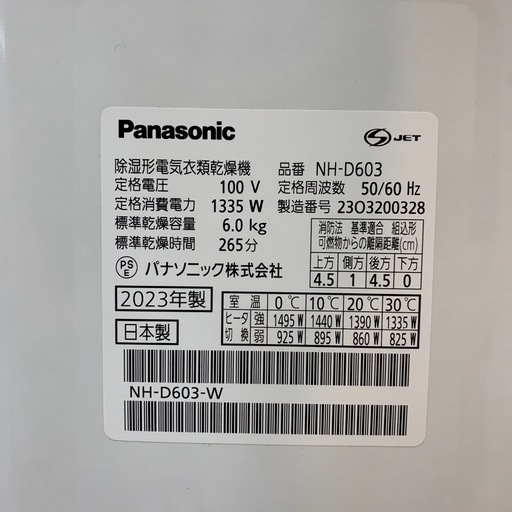 Panasonic
S JET
除湿形電気衣類乾燥機 品番 NH-D603
定格電圧 100 V 定格周波数 50/60 Hz
定格消費電力 1335 W 製造番号 23O3200328
標準乾燥容量 6.0 kg
標準乾燥時間 265分
消防法 基準適合 組込形
可燃物からの離隔距離(cm)
上方 側方 後方 下方
4.5 1 4.5 0
PSE パナソニック株式会社
2023年製
日本製
室温 0℃ 10℃ 20℃ 30℃
ヒータ 強 1495 W 1440 W 1390 W 1335 W
切換 弱 925 W 895 W 860 W 825 W
NH-D603-W